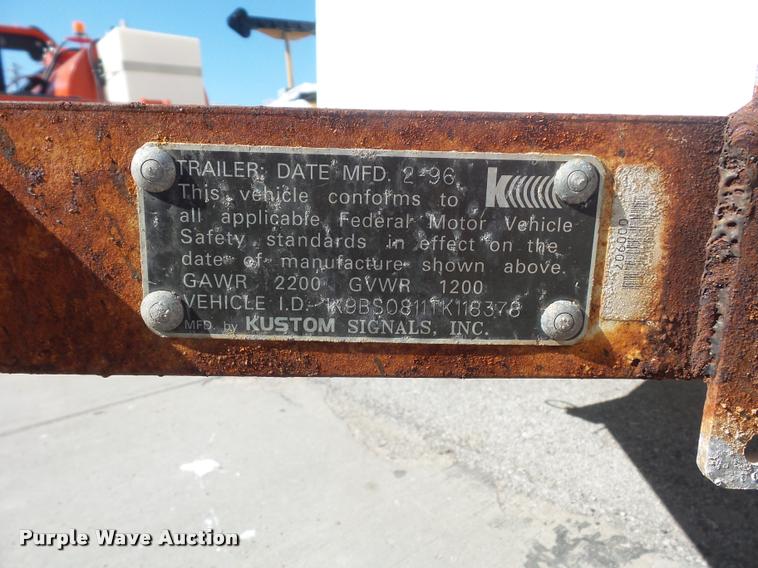 TRAILER: DATE MFD. 2-96
This vehicle conforms to
all applicable Federal Motor Vehicle
Safety standards in effect on the
date of manufacture shown above.
GAWR 2200 GVWR 1200
VEHICLE I.D.: 1K9BS0811TK118378
MFD. by KUSTOM SIGNALS, INC.
K
206000
Purple Wave Auction